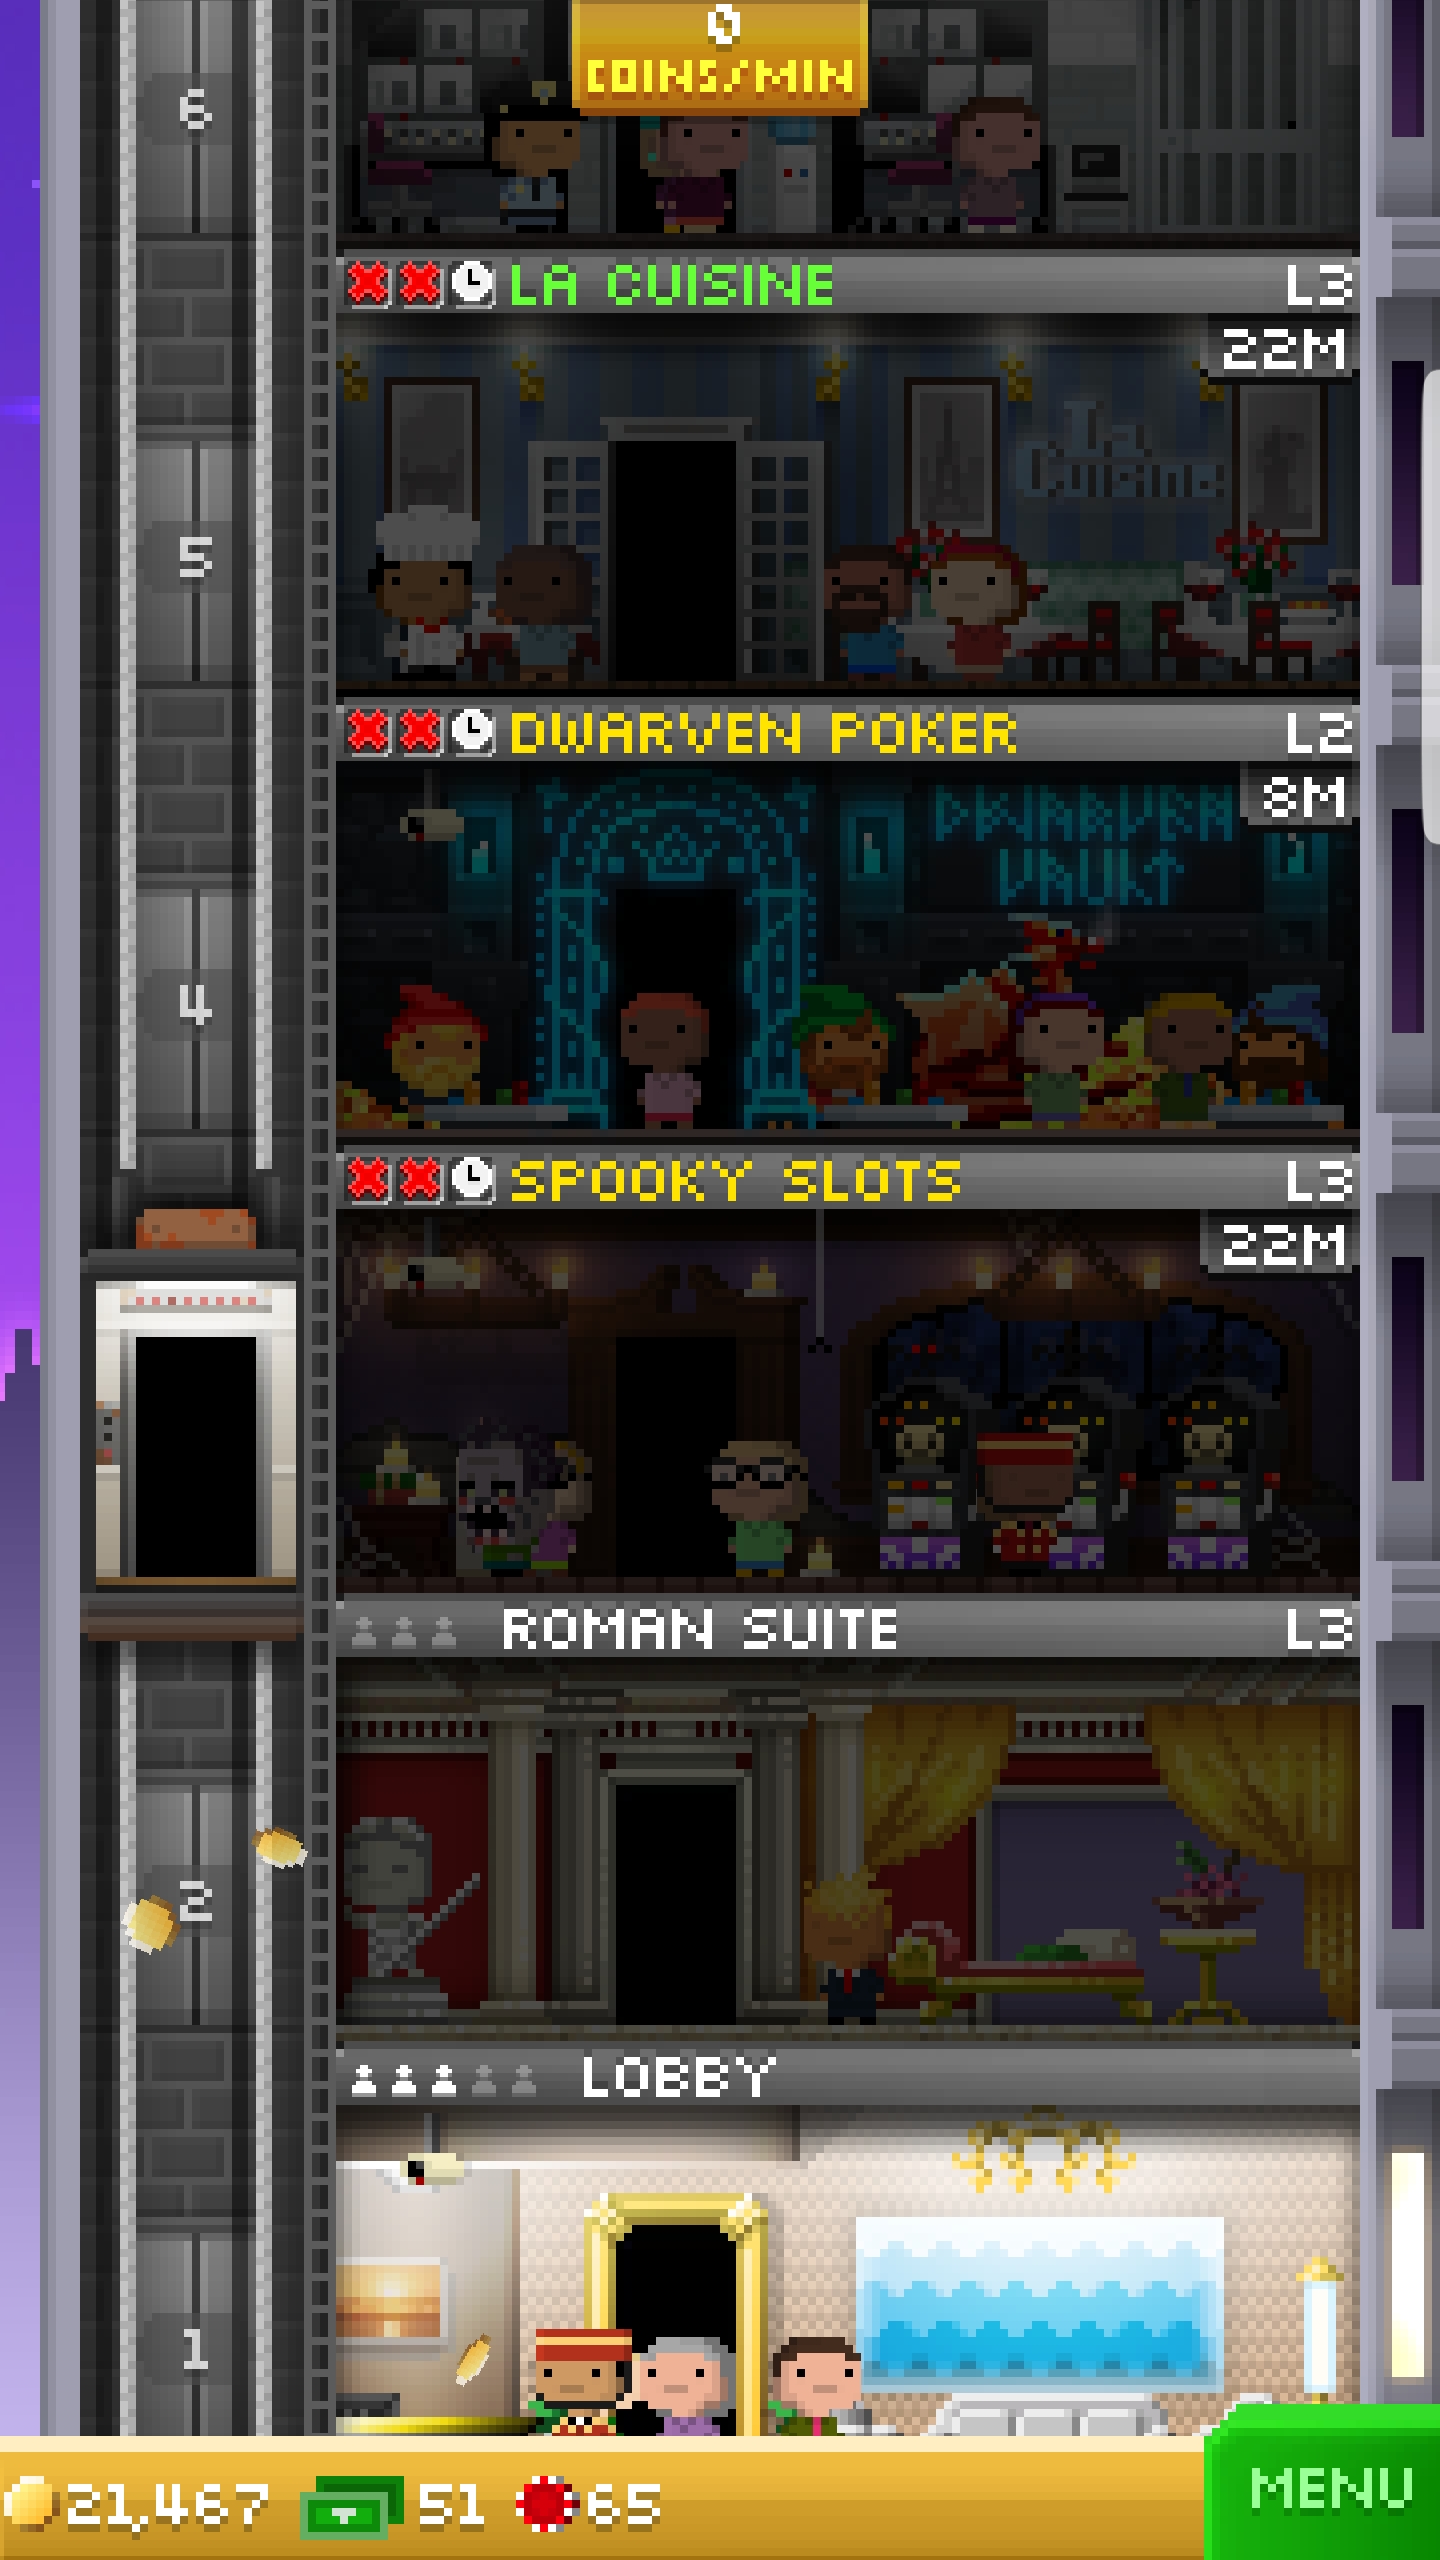 0
COINS/MIN
6
LA CUISINE L3
22M
La
Cuisine
5
DWARVEN POKER L2
8M
DWARVEN
VAULT
4
SPOOKY SLOTS L3
22M
ROMAN SUITE L3
2
LOBBY
1
21,467 51 65
MENU